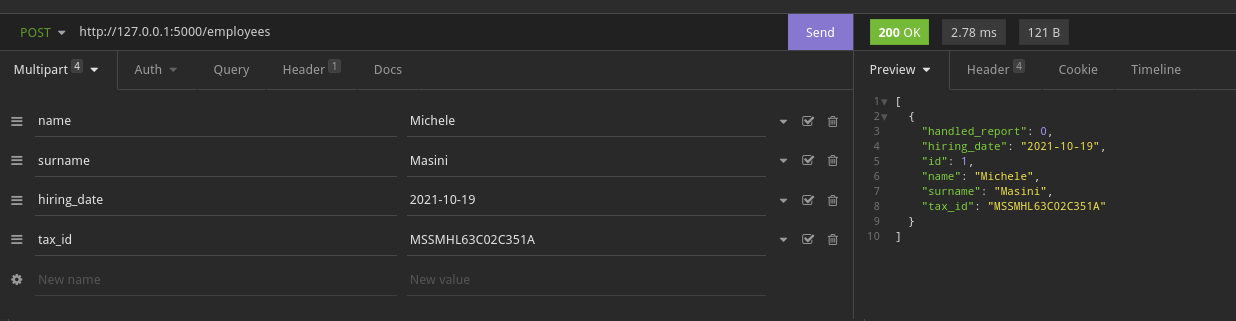 POST http://127.0.0.1:5000/employees Send 200 OK 2.78 ms 121 B
Multipart 4 Auth Query Header 1 Docs Preview Header 4 Cookie Timeline
name Michele
surname Masini
hiring_date 2021-10-19
tax_id MSSMHL63C02C351A
New name New value
1 [
2 {
3 "handled_report": 0,
4 "hiring_date": "2021-10-19",
5 "id": 1,
6 "name": "Michele",
7 "surname": "Masini",
8 "tax_id": "MSSMHL63C02C351A"
9 }
10 ]